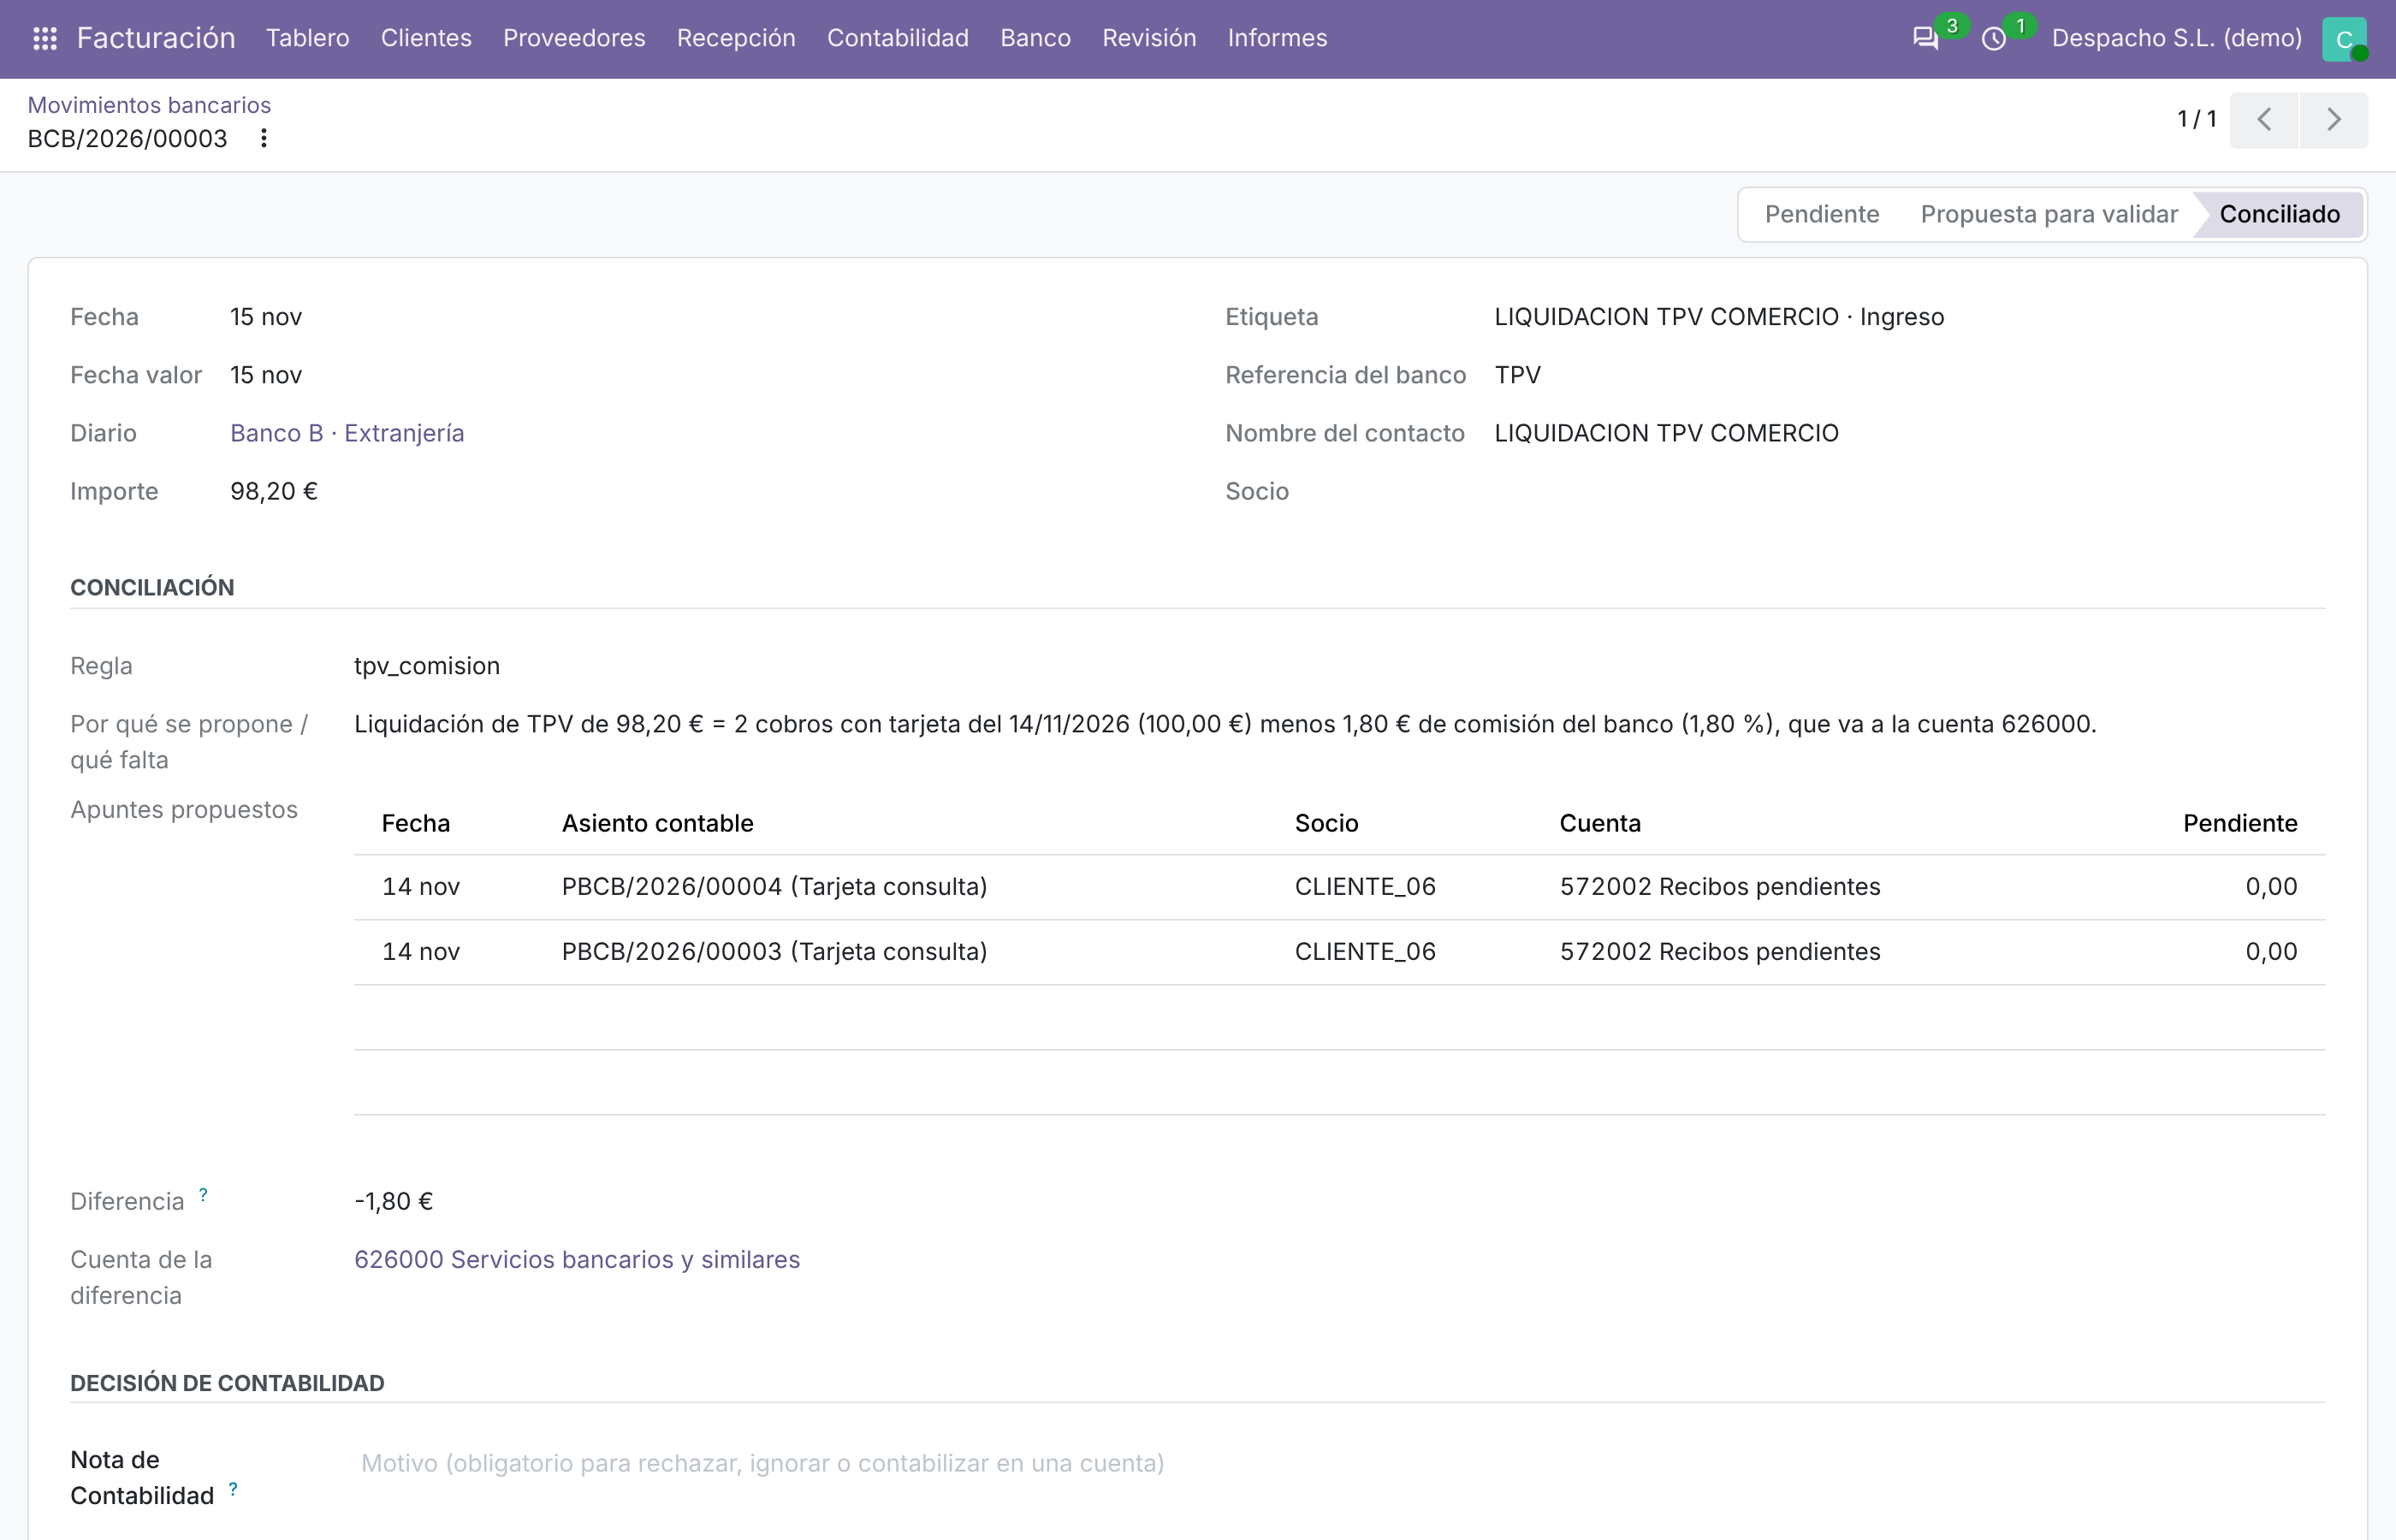 Facturación Tablero Clientes Proveedores Recepción Contabilidad Banco Revisión Informes 3 1 Despacho S.L. (demo) C
Movimientos bancarios
BCB/2026/00003
1 / 1
Pendiente Propuesta para validar Conciliado
Fecha 15 nov
Etiqueta LIQUIDACION TPV COMERCIO · Ingreso
Fecha valor 15 nov
Referencia del banco TPV
Diario Banco B · Extranjería
Nombre del contacto LIQUIDACION TPV COMERCIO
Importe 98,20 €
Socio
CONCILIACIÓN
Regla tpv_comision
Por qué se propone /
qué falta
Liquidación de TPV de 98,20 € = 2 cobros con tarjeta del 14/11/2026 (100,00 €) menos 1,80 € de comisión del banco (1,80 %), que va a la cuenta 626000.
Apuntes propuestos
Fecha Asiento contable Socio Cuenta Pendiente
14 nov PBCB/2026/00004 (Tarjeta consulta) CLIENTE_06 572002 Recibos pendientes 0,00
14 nov PBCB/2026/00003 (Tarjeta consulta) CLIENTE_06 572002 Recibos pendientes 0,00
Diferencia ? -1,80 €
Cuenta de la
diferencia
626000 Servicios bancarios y similares
DECISIÓN DE CONTABILIDAD
Nota de
Contabilidad ?
Motivo (obligatorio para rechazar, ignorar o contabilizar en una cuenta)